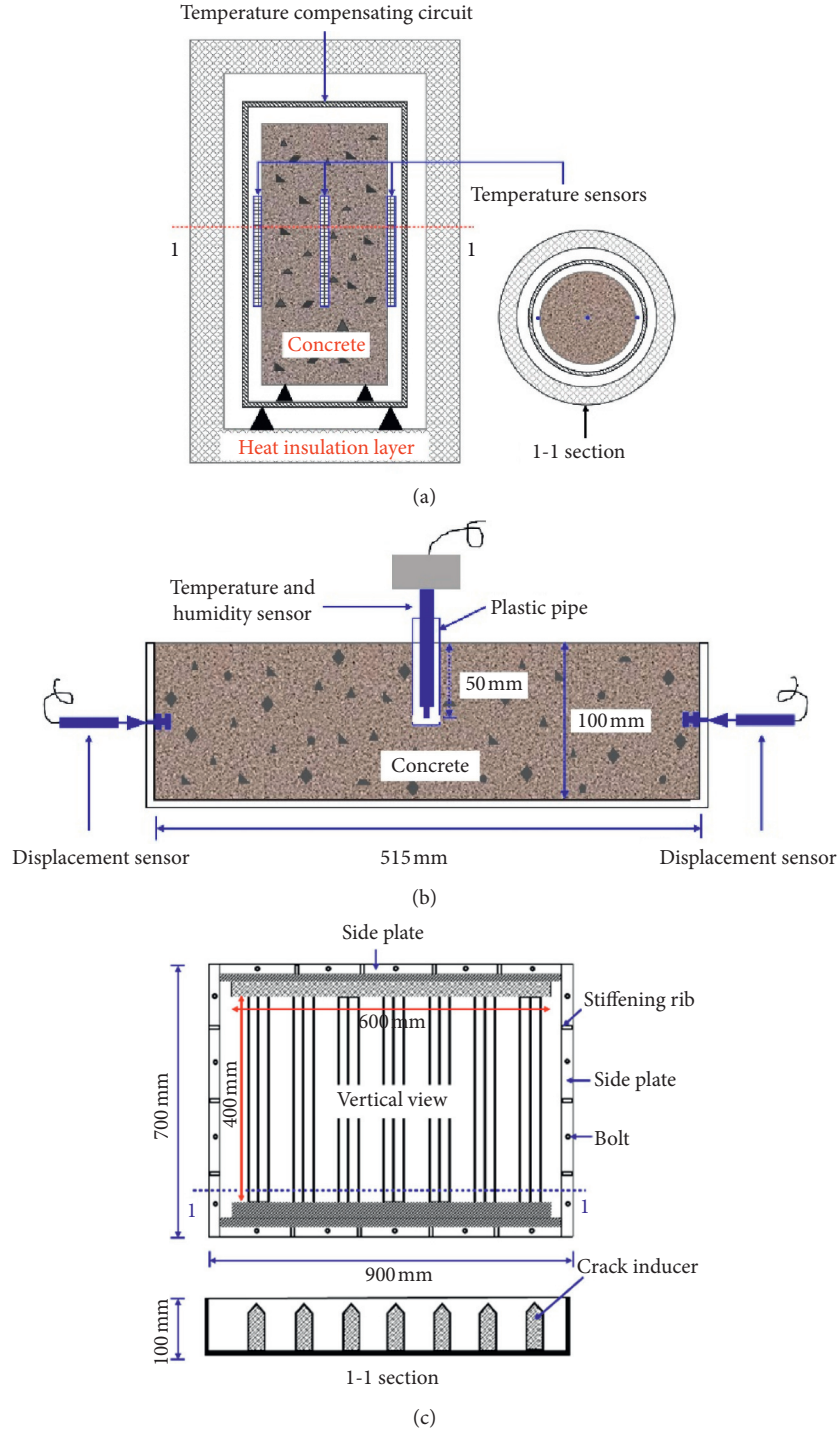 Temperature compensating circuit
Temperature sensors
1
1
Concrete
Heat insulation layer
1-1 section
(a)
Temperature and
humidity sensor
Plastic pipe
50 mm
100 mm
Concrete
Displacement sensor
515 mm
Displacement sensor
(b)
Side plate
600 mm
Stiffening rib
400 mm
700 mm
Vertical view
Side plate
Bolt
1
1
900 mm
Crack inducer
100 mm
1-1 section
(c)